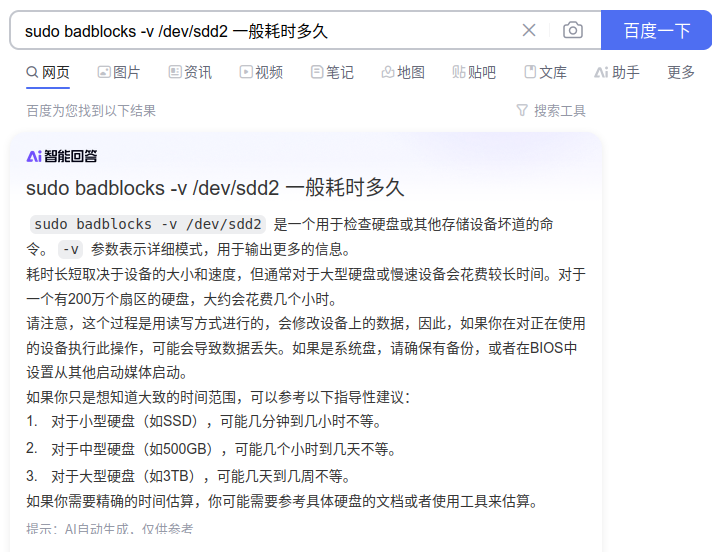 sudo badblocks -v /dev/sdd2 一般耗时多久
百度一下
网页 图片 资讯 视频 笔记 地图 贴吧 文库 助手 更多
百度为您找到以下结果
搜索工具
Ai 智能回答
sudo badblocks -v /dev/sdd2 一般耗时多久
sudo badblocks -v /dev/sdd2 是一个用于检查硬盘或其他存储设备坏道的命
令。 -v 参数表示详细模式，用于输出更多的信息。
耗时长短取决于设备的大小和速度，但通常对于大型硬盘或慢速设备会花费较长时间。对于
一个有200万个扇区的硬盘，大约会花费几个小时。
请注意，这个过程是用读写方式进行的，会修改设备上的数据，因此，如果你在对正在使用
的设备执行此操作，可能会导致数据丢失。如果是系统盘，请确保有备份，或者在BIOS中
设置从其他启动媒体启动。
如果你只是想知道大致的时间范围，可以参考以下指导性建议：
1. 对于小型硬盘（如SSD），可能几分钟到几小时不等。
2. 对于中型硬盘（如500GB），可能几个小时到几天不等。
3. 对于大型硬盘（如3TB），可能几天到几周不等。
如果你需要精确的时间估算，你可能需要参考具体硬盘的文档或者使用工具来估算。
提示：AI自动生成，仅供参考